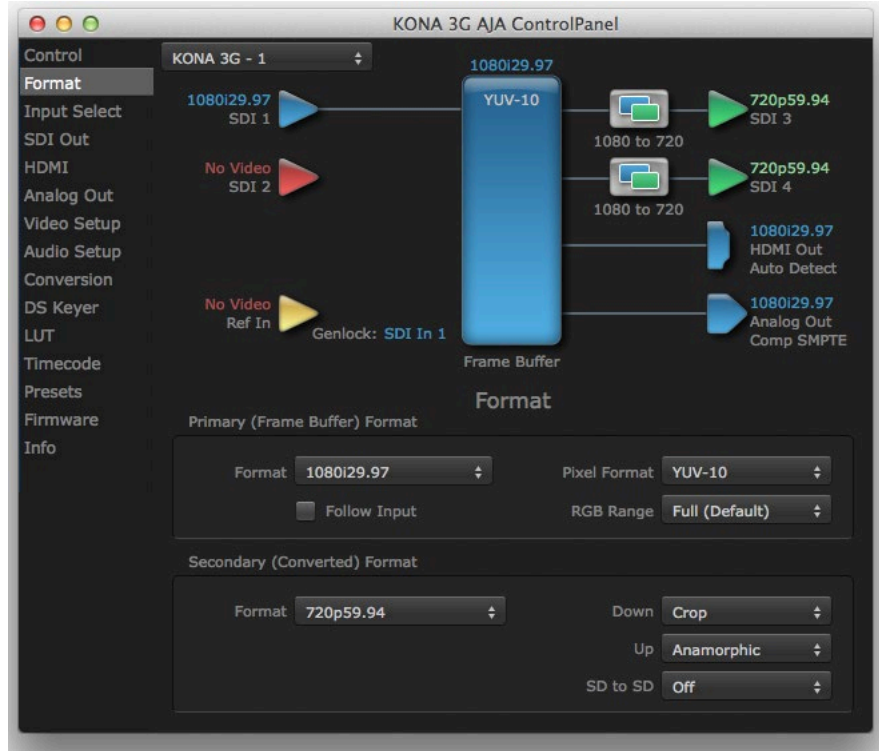 KONA 3G AJA ControlPanel
Control
Format
Input Select
SDI Out
HDMI
Analog Out
Video Setup
Audio Setup
Conversion
DS Keyer
LUT
Timecode
Presets
Firmware
Info
KONA 3G - 1
1080i29.97
1080i29.97
SDI 1
YUV-10
1080 to 720
720p59.94
SDI 3
No Video
SDI 2
1080 to 720
720p59.94
SDI 4
1080i29.97
HDMI Out
Auto Detect
No Video
Ref In
Genlock: SDI In 1
1080i29.97
Analog Out
Comp SMPTE
Frame Buffer
Format
Primary (Frame Buffer) Format
Format 1080i29.97 Pixel Format YUV-10
Follow Input RGB Range Full (Default)
Secondary (Converted) Format
Format 720p59.94 Down Crop
Up Anamorphic
SD to SD Off